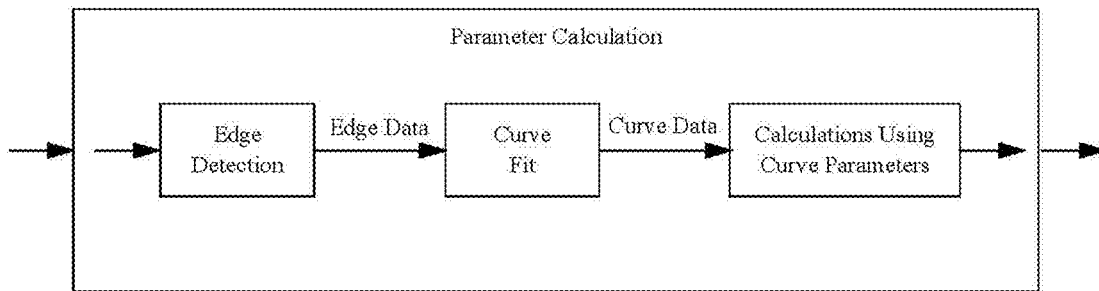 Parameter Calculation
Edge Detection
Edge Data
Curve Fit
Curve Data
Calculations Using
Curve Parameters